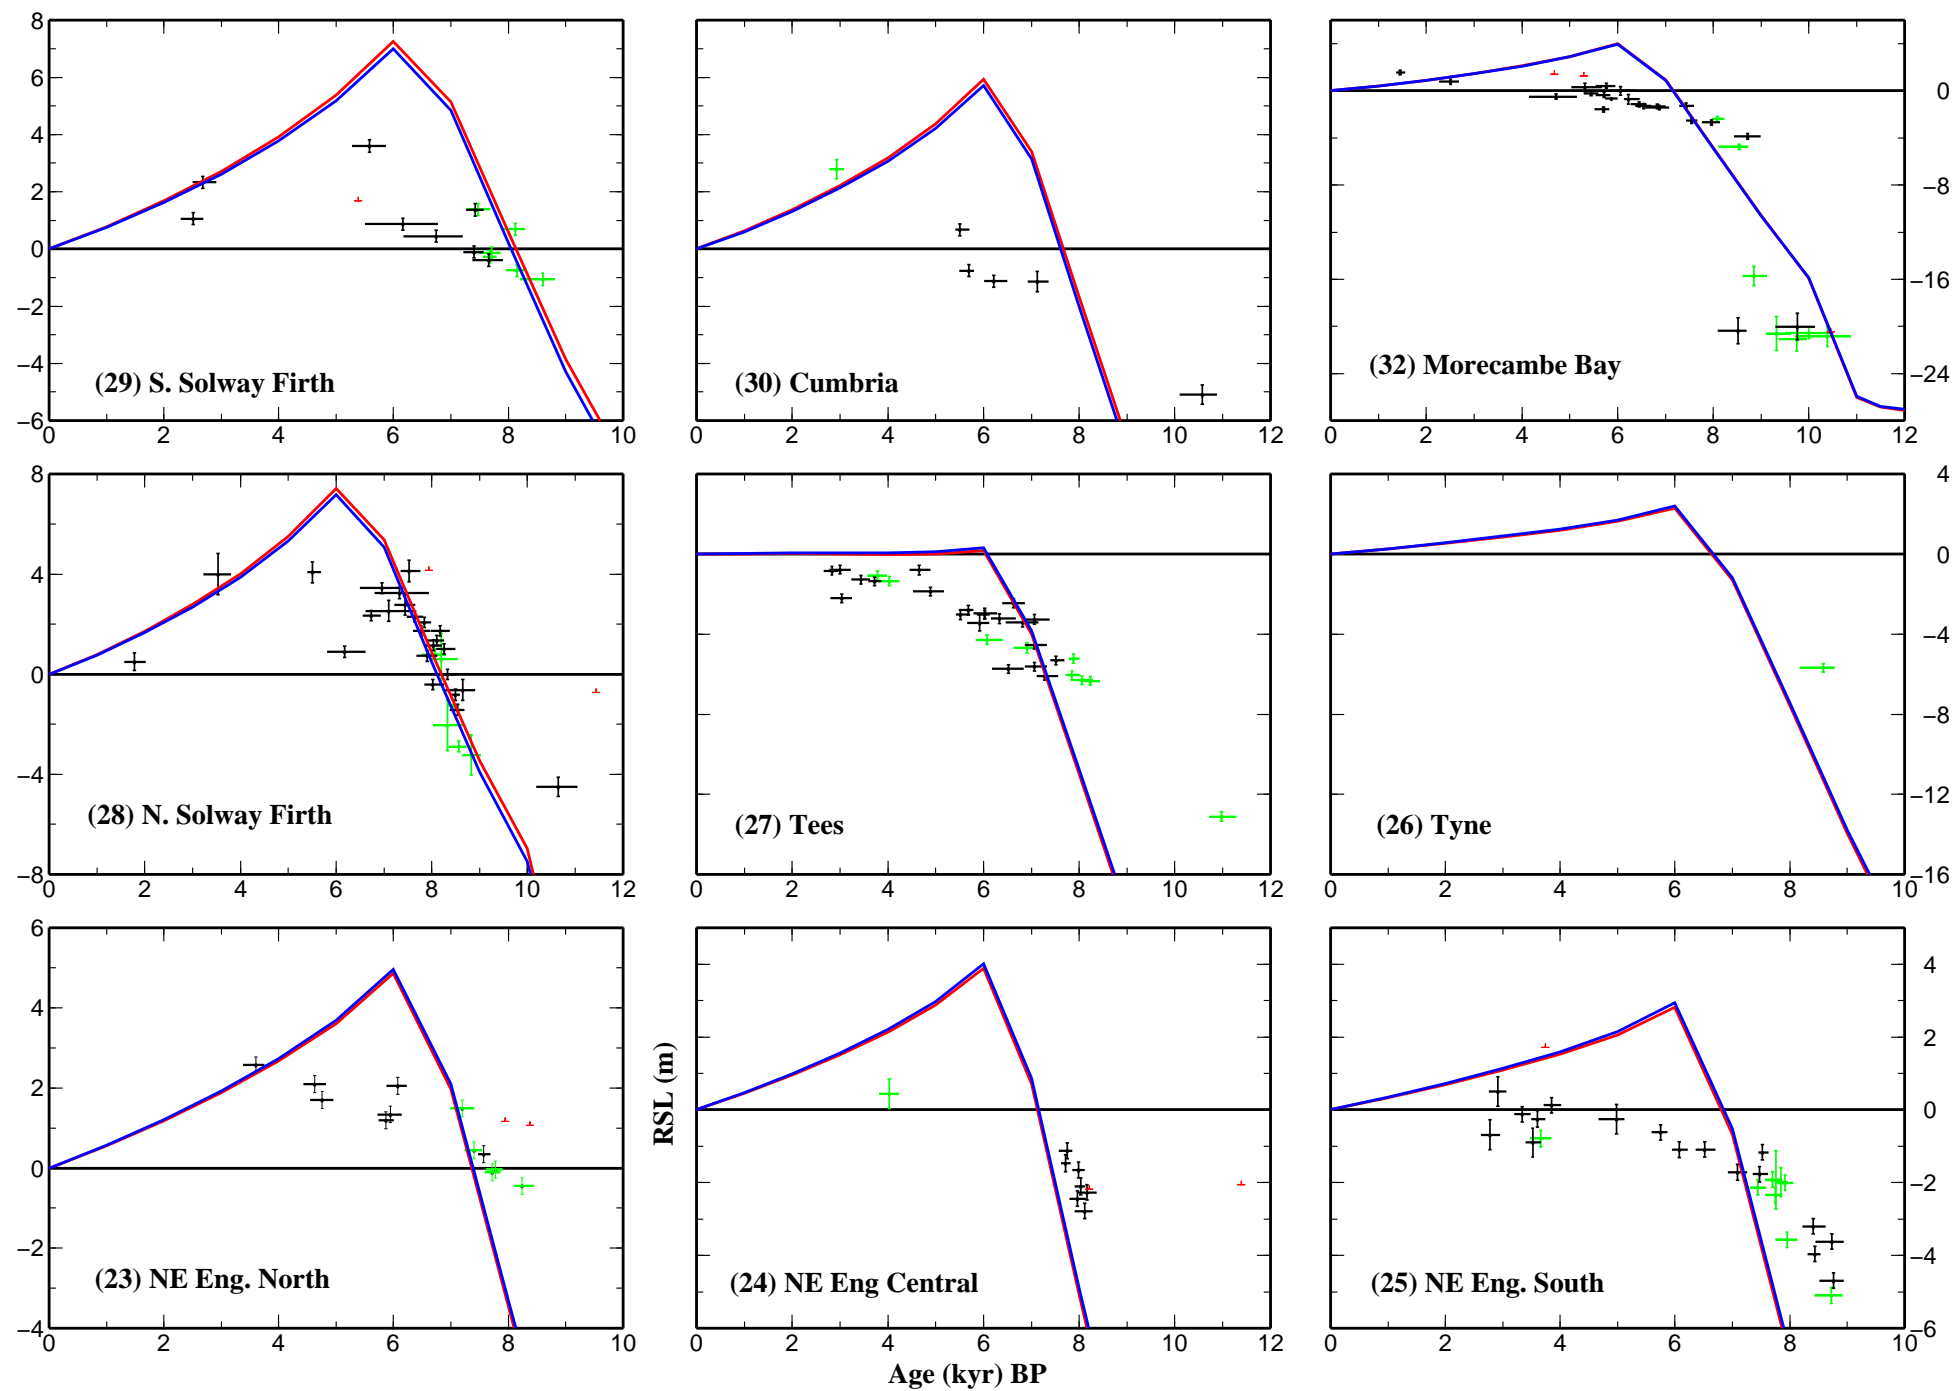 8
6
4
2
0
−2
−4
−6
0 2 4 6 8 10
(29) S. Solway Firth
0 2 4 6 8 10 12
(30) Cumbria
0
−8
−16
−24
0 2 4 6 8 10 12
(32) Morecambe Bay
8
4
0
−4
−8
0 2 4 6 8 10 12
(28) N. Solway Firth
0 2 4 6 8 10 12
(27) Tees
4
0
−4
−8
−12
−16
0 2 4 6 8 10
(26) Tyne
6
4
2
0
−2
−4
0 2 4 6 8 10
(23) NE Eng. North
RSL (m)
0 2 4 6 8 10 12
(24) NE Eng Central
4
2
0
−2
−4
−6
0 2 4 6 8 10
(25) NE Eng. South
Age (kyr) BP